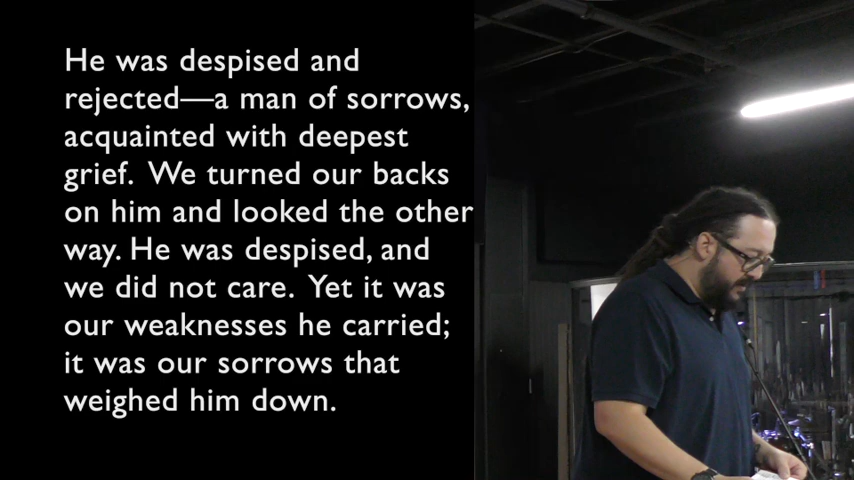 He was despised and
rejected—a man of sorrows,
acquainted with deepest
grief.  We turned our backs
on him and looked the other
way. He was despised, and
we did not care.  Yet it was
our weaknesses he carried;
it was our sorrows that
weighed him down.